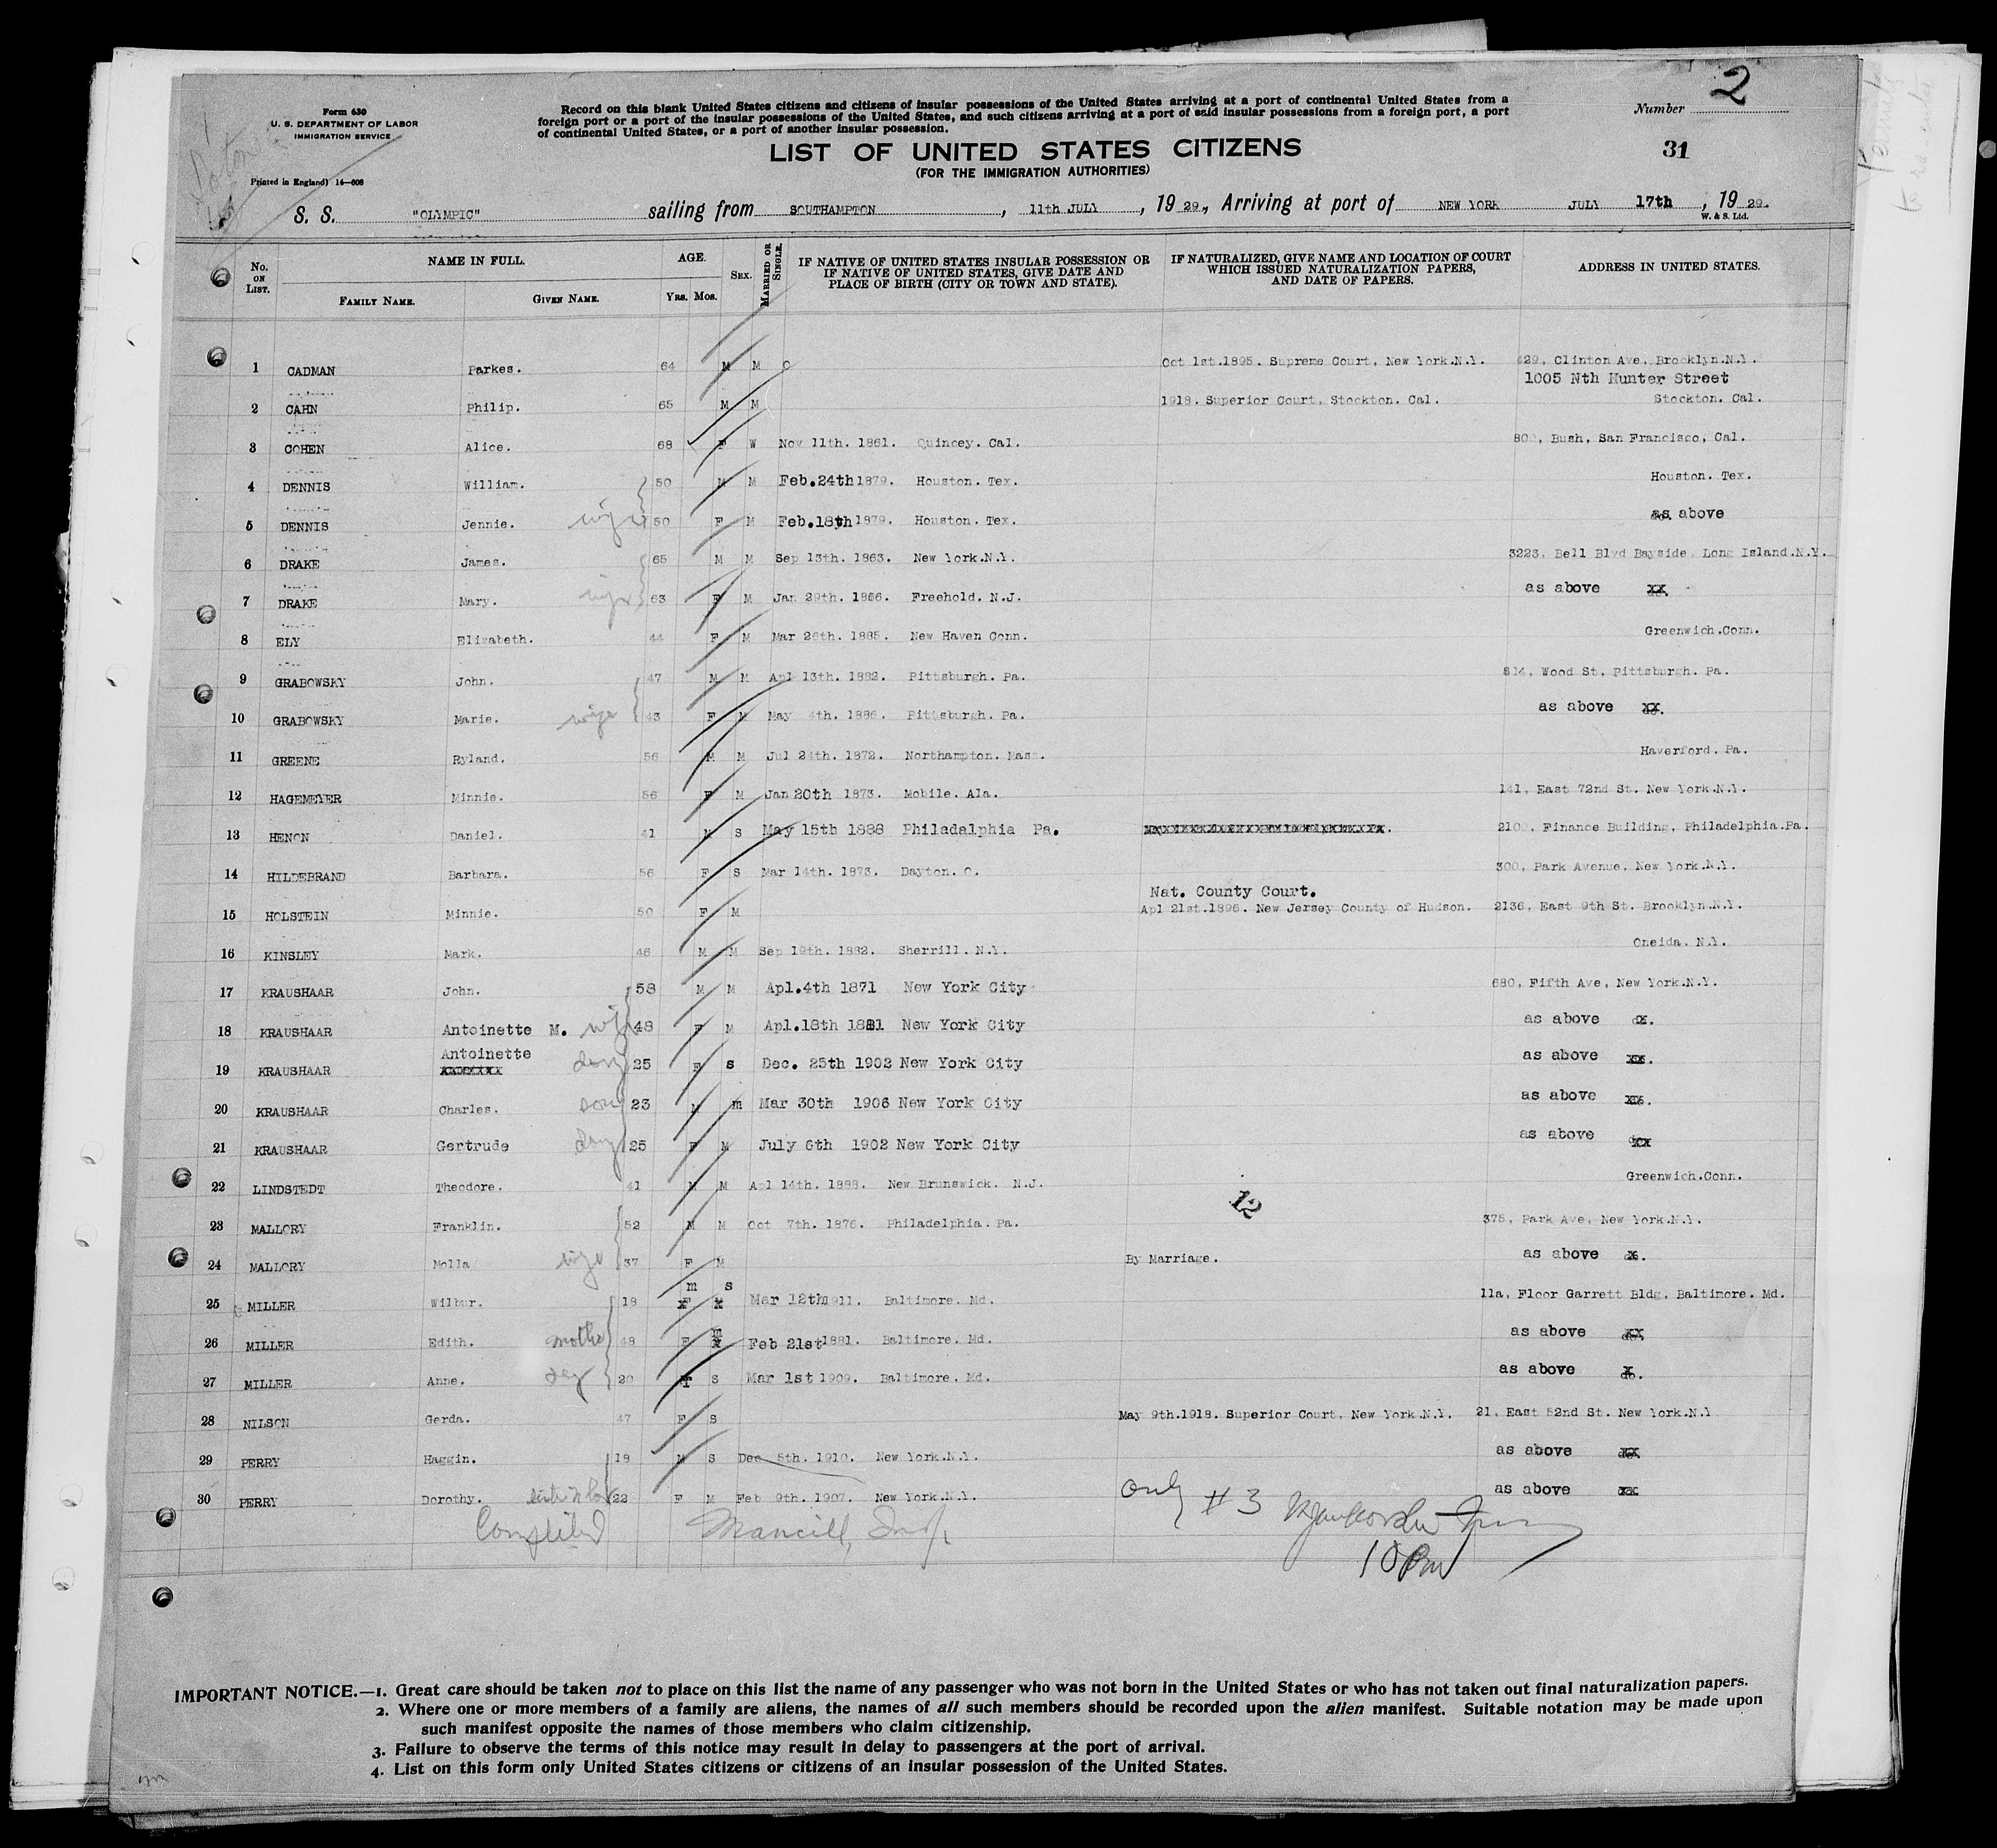 Form 630
U. S. DEPARTMENT OF LABOR
IMMIGRATION SERVICE
Printed in England) 14—608
Record on this blank United States citizens and citizens of insular possessions of the United States arriving at a port of continental United States from a
foreign port or a port of the insular possessions of the United States, and such citizens arriving at a port of said insular possessions from a foreign port, a port
of continental United States, or a port of another insular possession.
Number 2
LIST OF UNITED STATES CITIZENS
31
(FOR THE IMMIGRATION AUTHORITIES)
S. S. "OLYMPIC" sailing from SOUTHAMPTON, 11th JULY, 19 29., Arriving at port of NEW YORK JULY 17th, 19 29.
W. & S. Ltd.
No. ON LIST. NAME IN FULL. FAMILY NAME. GIVEN NAME. AGE. YRS. MOS. SEX. MARRIED OR SINGLE. IF NATIVE OF UNITED STATES INSULAR POSSESSION OR IF NATIVE OF UNITED STATES, GIVE DATE AND PLACE OF BIRTH (CITY OR TOWN AND STATE). IF NATURALIZED, GIVE NAME AND LOCATION OF COURT WHICH ISSUED NATURALIZATION PAPERS, AND DATE OF PAPERS. ADDRESS IN UNITED STATES.
1 CADMAN Parkes. 64 M M O Oct 1st.1895. Supreme Court, New York.N.Y. 429, Clinton Ave, Brooklyn.N.Y.
1005 Nth Hunter Street
2 CAHN Philip. 65 M M 1918. Superior Court, Stockton. Cal. Stockton. Cal.
3 COHEN Alice. 68 F W Nov 11th. 1861. Quincey. Cal. 800, Bush, San Francisco, Cal.
4 DENNIS William. 50 M M Feb.24th 1879. Houston. Tex. Houston. Tex.
5 DENNIS Jennie. wife 50 F M Feb.18th 1879. Houston. Tex. as above
6 DRAKE James. 65 M M Sep 13th. 1863. New York.N.Y. 3223, Bell Blvd Bayside, Long Island.N.Y.
7 DRAKE Mary. wife 63 F M Jan 29th. 1866. Freehold. N.J. as above xx
8 ELY Elizabeth. 44 F M Mar 26th. 1885. New Haven Conn. Greenwich.Conn.
9 GRABOWSKY John. 47 M M Apl 13th. 1882. Pittsburgh. Pa. 814, Wood St. Pittsburgh. Pa.
10 GRABOWSKY Marie. wife 43 F M May 4th. 1886. Pittsburgh. Pa. as above xx.
11 GREENE Ryland. 56 M M Jul 24th. 1872. Northampton. Mass. Haverford. Pa.
12 HAGEMEYER Minnie. 56 F M Jan 20th 1873. Mobile. Ala. 141, East 72nd St. New York.N.Y.
13 HENON Daniel. 41 M S May 15th 1888 Philadalphia Pa. 2100, Finance Building, Philadelphia.Pa.
14 HILDEBRAND Barbara. 56 F S Mar 14th. 1873. Dayton. O. 300, Park Avenue, New York.N.Y.
Nat. County Court.
15 HOLSTEIN Minnie. 50 F M Apl 21st.1896. New Jersey County of Hudson. 2136, East 9th St. Brooklyn.N.Y.
16 KINSLEY Mark. 46 M M Sep 19th. 1882. Sherrill. N.Y. Oneida. N.Y.
17 KRAUSHAAR John. 58 M M Apl.4th 1871 New York City 680, Fifth Ave, New York.N.Y.
18 KRAUSHAAR Antoinette M. wife 48 F M Apl.18th 1881 New York City as above
Antoinette
19 KRAUSHAAR dau 25 F s Dec. 25th 1902 New York City as above xx.
20 KRAUSHAAR Charles. son 23 M m Mar 30th 1906 New York City as above
21 KRAUSHAAR Gertrude dau 25 F M July 6th 1902 New York City as above xx
22 LINDSTEDT Theodore. 41 M M Apl 14th. 1888. New Brunswick. N.J. Greenwich.Conn.
12
23 MALLORY Franklin. 52 M M Oct 7th. 1876. Philadelphia. Pa. 375, Park Ave, New York.N.Y.
24 MALLORY Molla wife 37 F M By Marriage. as above
m s
25 MILLER Wilbur. 18 F x Mar 12th 1911. Baltimore. Md. 11a, Floor Garrett Bldg, Baltimore. Md.
26 MILLER Edith. mother 48 F m Feb 21st 1881. Baltimore. Md. as above xx
27 MILLER Anne. 20 F S Mar 1st 1909. Baltimore. Md. as above
28 NILSON Gerda. 47 F S May 9th.1918. Superior Court, New York.N.Y. 21, East 52nd St. New York.N.Y
29 PERRY Haggin. 18 M S Dec 5th. 1910. New York.N.Y. as above xx
30 PERRY Dorothy. 22 F M Feb 9th. 1907. New York.N.Y. as above xx
Only # 3
10 PM
IMPORTANT NOTICE.—1. Great care should be taken not to place on this list the name of any passenger who was not born in the United States or who has not taken out final naturalization papers.
2. Where one or more members of a family are aliens, the names of all such members should be recorded upon the alien manifest. Suitable notation may be made upon
such manifest opposite the names of those members who claim citizenship.
3. Failure to observe the terms of this notice may result in delay to passengers at the port of arrival.
4. List on this form only United States citizens or citizens of an insular possession of the United States.